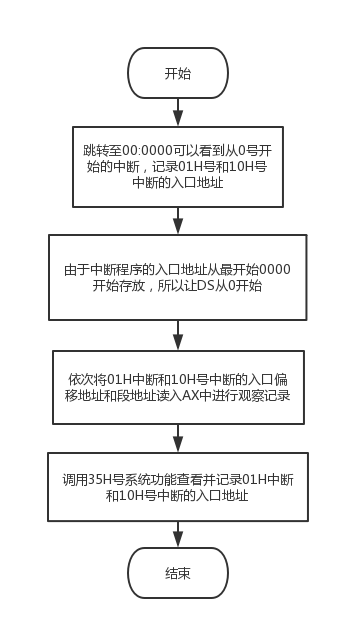 开始
跳转至00:0000可以看到从0号开
始的中断，记录01H号和10H号
中断的入口地址
由于中断程序的入口地址从最开始0000
开始存放，所以让DS从0开始
依次将01H中断和10H号中断的入口偏
移地址和段地址读入AX中进行观察记录
调用35H号系统功能查看并记录01H中断
和10H号中断的入口地址
结束